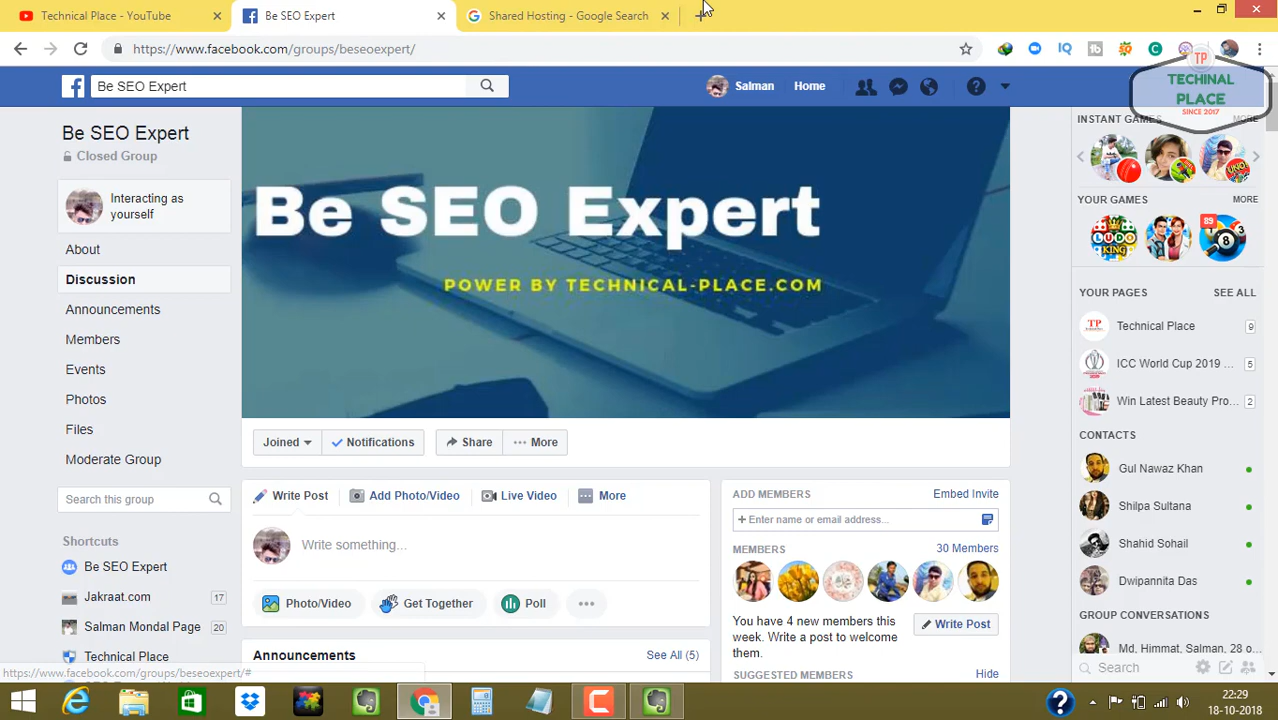 Technical Place - YouTube
Be SEO Expert
Shared Hosting - Google Search
https://www.facebook.com/groups/beseoexpert/
Be SEO Expert
Salman
Home
TP
TECHINAL
PLACE
SINCE 2017
Be SEO Expert
Closed Group
Interacting as
yourself
About
Discussion
Announcements
Members
Events
Photos
Files
Moderate Group
Search this group
Shortcuts
Be SEO Expert
Jakraat.com 17
Salman Mondal Page 20
Technical Place
https://www.facebook.com/groups/beseoexpert/#
Be SEO Expert
POWER BY TECHNICAL-PLACE.COM
Joined
Notifications
Share
More
Write Post
Add Photo/Video
Live Video
More
Write something...
Photo/Video
Get Together
Poll
Announcements
See All (5)
ADD MEMBERS
Embed Invite
+ Enter name or email address...
MEMBERS
30 Members
You have 4 new members this
week. Write a post to welcome
them.
Write Post
SUGGESTED MEMBERS
Hide
INSTANT GAMES
MORE
YOUR GAMES
MORE
89
YOUR PAGES
SEE ALL
Technical Place 9
ICC World Cup 2019 ... 5
Win Latest Beauty Pro... 2
CONTACTS
Gul Nawaz Khan
Shilpa Sultana
Shahid Sohail
Dwipannita Das
GROUP CONVERSATIONS
Md, Himmat, Salman, 28 o...
Search
22:29
18-10-2018